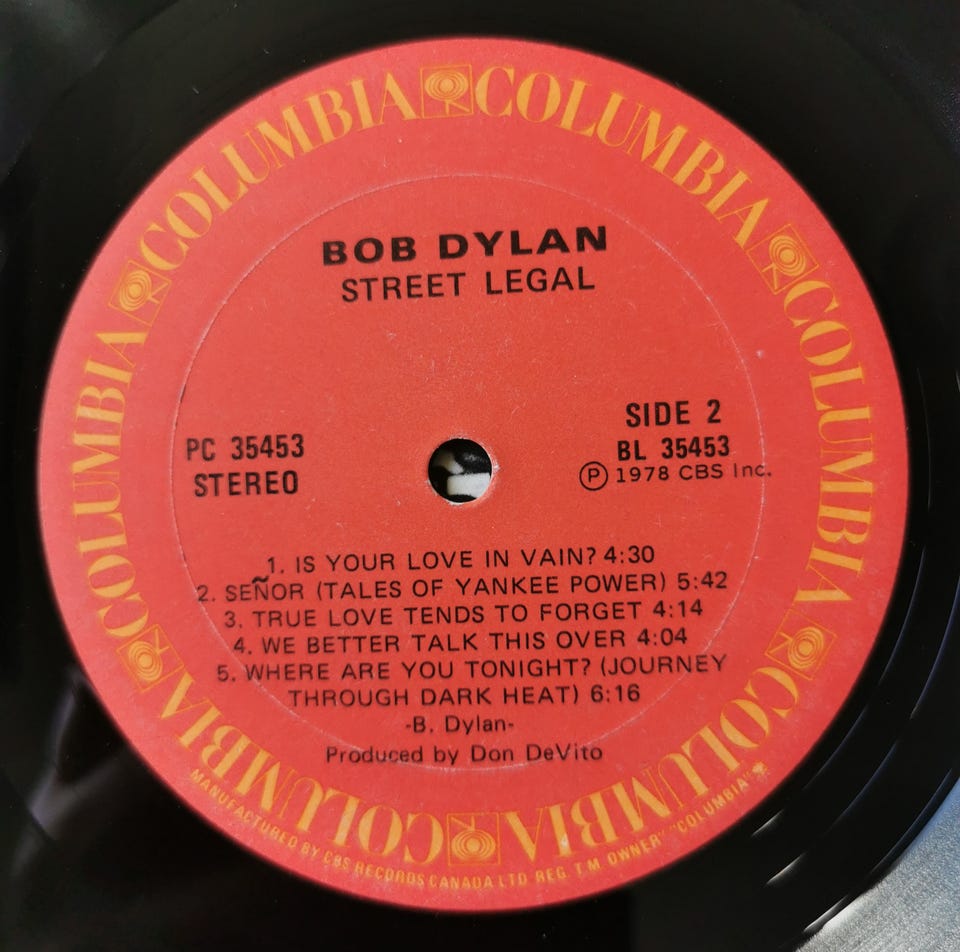 COLUMBIA COLUMBIA COLUMBIA COLUMBIA COLUMBIA COLUMBIA
BOB DYLAN
STREET LEGAL
SIDE 2
PC 35453
BL 35453
STEREO
Ⓟ 1978 CBS Inc.
1. IS YOUR LOVE IN VAIN? 4:30
2. SEÑOR (TALES OF YANKEE POWER) 5:42
3. TRUE LOVE TENDS TO FORGET 4:14
4. WE BETTER TALK THIS OVER 4:04
5. WHERE ARE YOU TONIGHT? (JOURNEY
THROUGH DARK HEAT) 6:16
-B. Dylan-
Produced by Don DeVito
MANUFACTURED BY CBS RECORDS CANADA LTD REG. T.M OWNER "COLUMBIA"